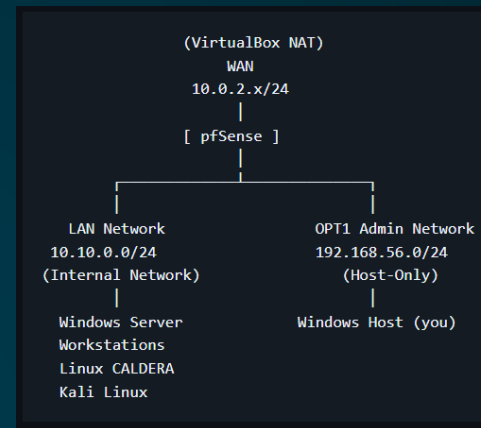 (VirtualBox NAT)
WAN
10.0.2.x/24
[ pfSense ]
LAN Network OPT1 Admin Network
10.10.0.0/24 192.168.56.0/24
(Internal Network) (Host-Only)
Windows Server Windows Host (you)
Workstations
Linux CALDERA
Kali Linux